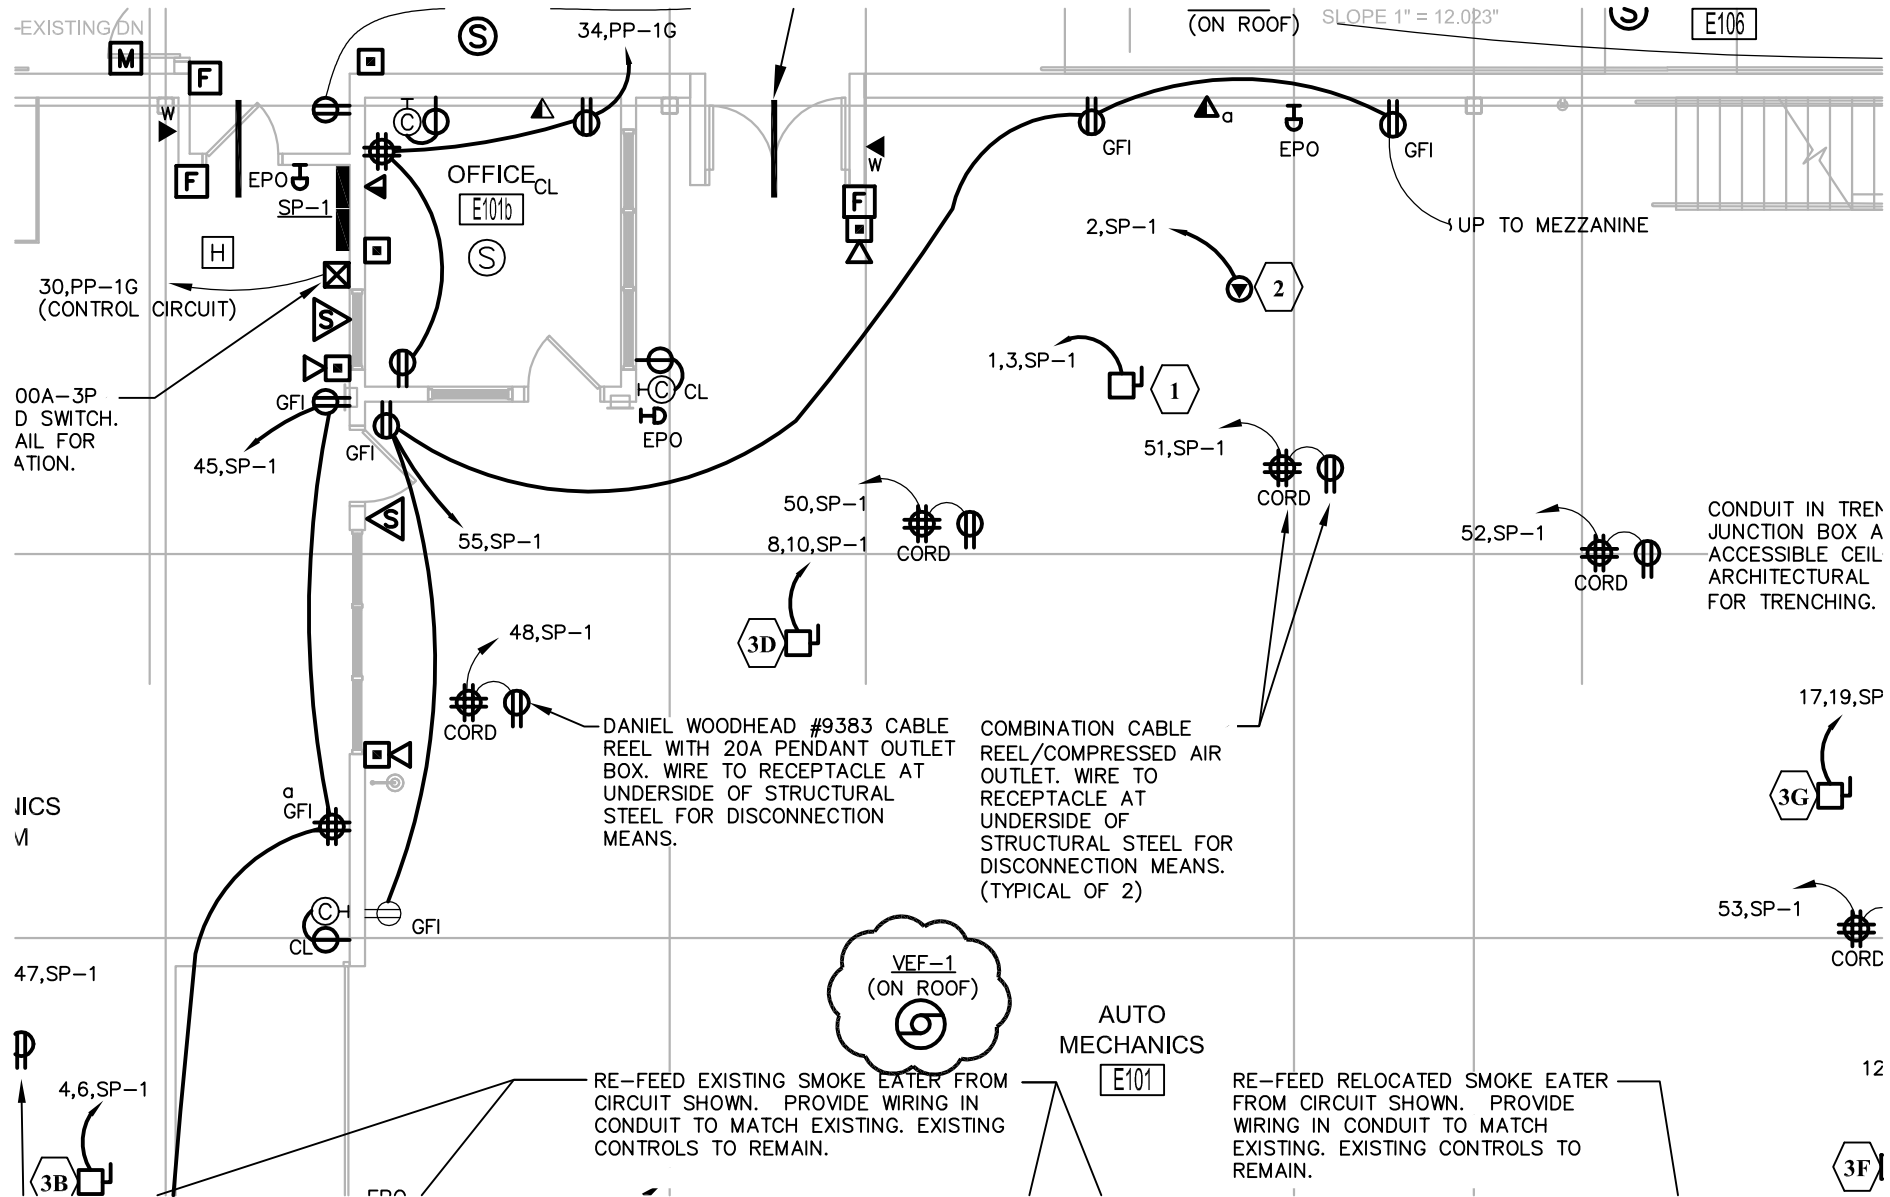 -EXISTING DN
M
F
S
34,PP-1G
(ON ROOF)
SLOPE 1" = 12.023"
S
E106
W
C
F
EPO
SP-1
OFFICE
CL
E101b
S
H
W
F
GFI
a
EPO
GFI
UP TO MEZZANINE
2,SP-1
2
30,PP-1G
(CONTROL CIRCUIT)
S
1,3,SP-1
1
00A-3P
D SWITCH.
AIL FOR
ATION.
GFI
45,SP-1
GFI
C
CL
EPO
51,SP-1
CORD
S
55,SP-1
50,SP-1
CORD
8,10,SP-1
52,SP-1
CORD
CONDUIT IN TREN
JUNCTION BOX A
ACCESSIBLE CEIL
ARCHITECTURAL
FOR TRENCHING.
3D
48,SP-1
CORD
DANIEL WOODHEAD #9383 CABLE
REEL WITH 20A PENDANT OUTLET
BOX. WIRE TO RECEPTACLE AT
UNDERSIDE OF STRUCTURAL
STEEL FOR DISCONNECTION
MEANS.
COMBINATION CABLE
REEL/COMPRESSED AIR
OUTLET. WIRE TO
RECEPTACLE AT
UNDERSIDE OF
STRUCTURAL STEEL FOR
DISCONNECTION MEANS.
(TYPICAL OF 2)
17,19,SP
3G
NICS
M
a
GFI
C
CL
GFI
53,SP-1
CORD
47,SP-1
VEF-1
(ON ROOF)
AUTO
MECHANICS
E101
4,6,SP-1
3B
RE-FEED EXISTING SMOKE EATER FROM
CIRCUIT SHOWN. PROVIDE WIRING IN
CONDUIT TO MATCH EXISTING. EXISTING
CONTROLS TO REMAIN.
RE-FEED RELOCATED SMOKE EATER
FROM CIRCUIT SHOWN. PROVIDE
WIRING IN CONDUIT TO MATCH
EXISTING. EXISTING CONTROLS TO
REMAIN.
12
3F
EPO